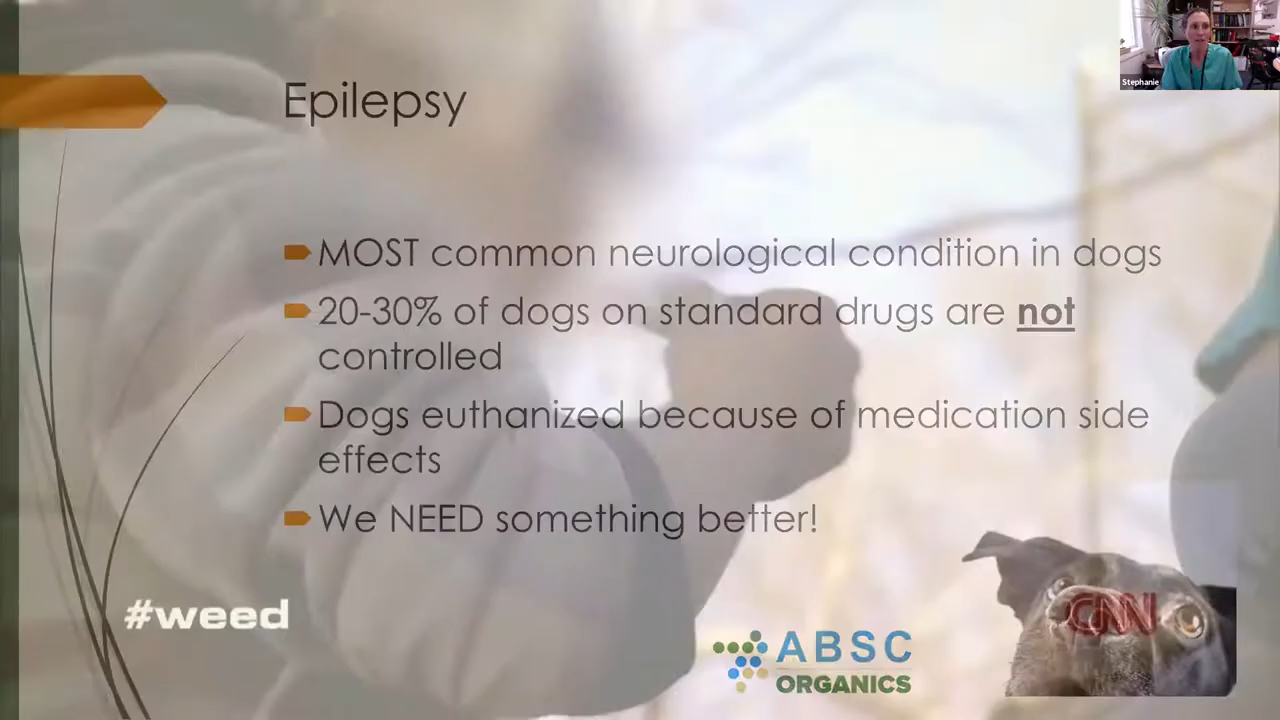 Stephanie
Epilepsy
MOST common neurological condition in dogs
20-30% of dogs on standard drugs are not
controlled
Dogs euthanized because of medication side
effects
We NEED something better!
#weed
CNN
ABSC
ORGANICS